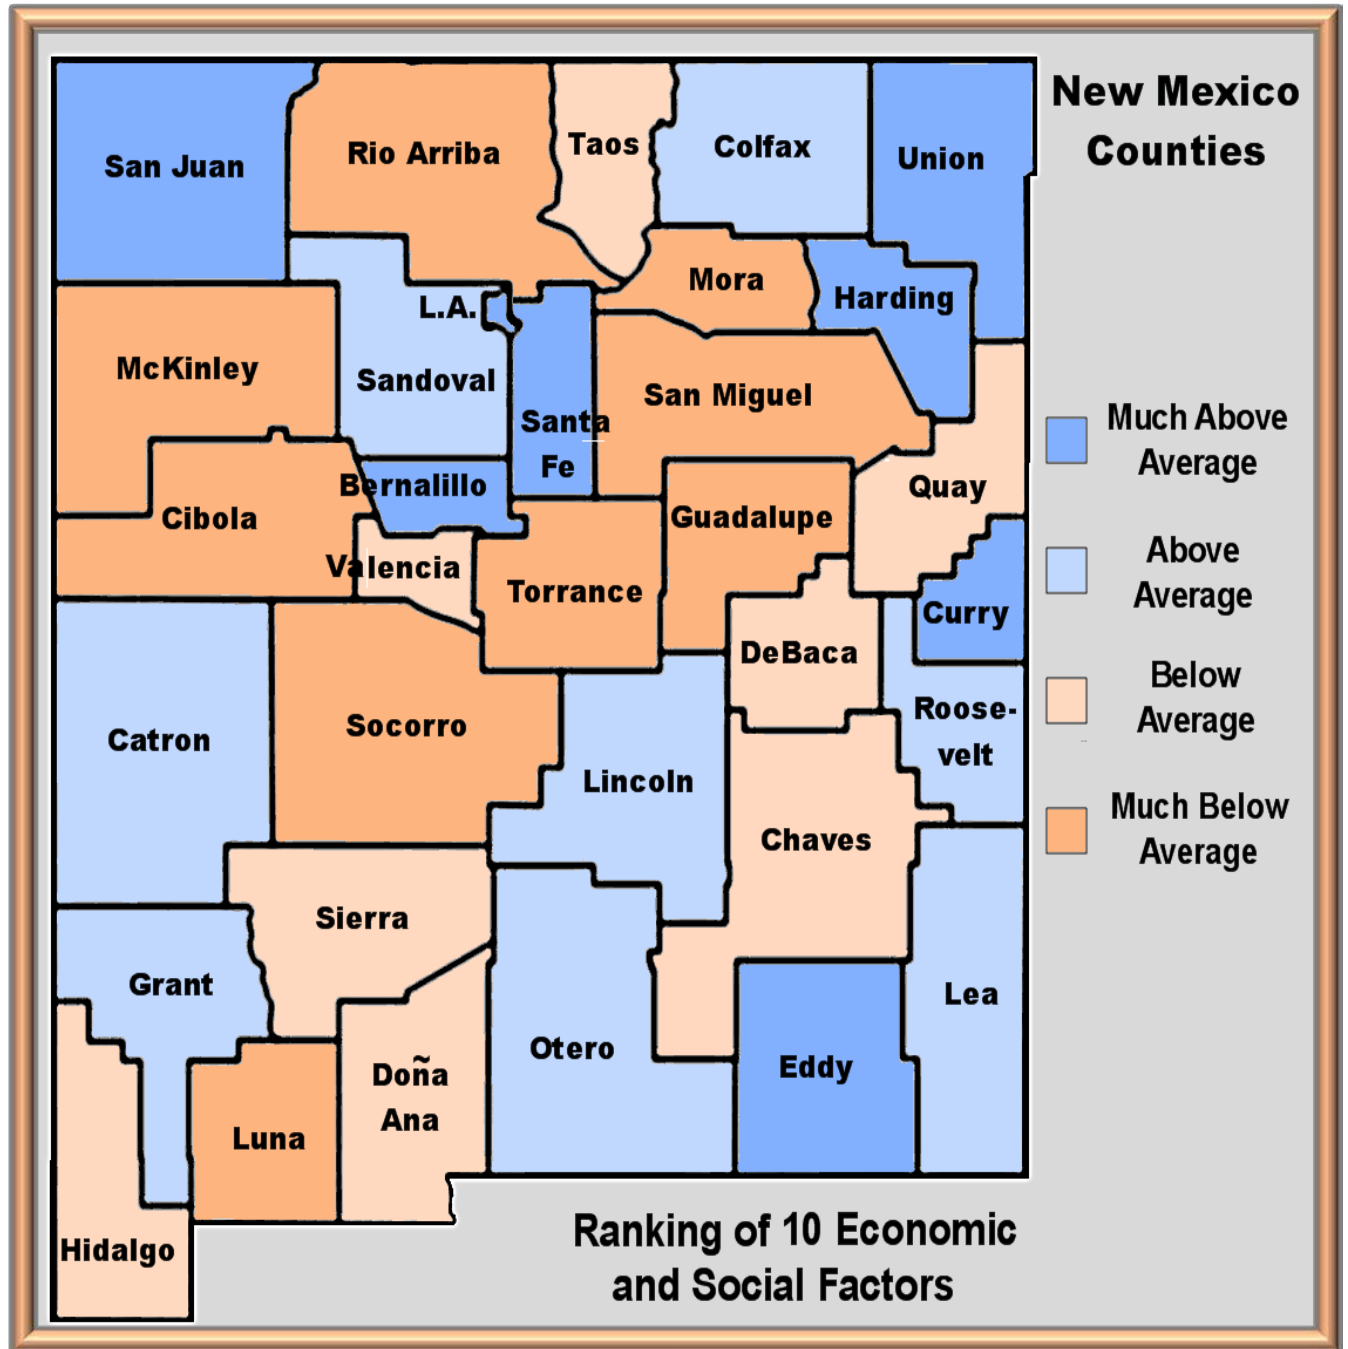 New Mexico
Counties
San Juan
Rio Arriba
Taos
Colfax
Union
Mora
Harding
L.A.
McKinley
Sandoval
Santa
Fe
San Miguel
Quay
Bernalillo
Cibola
Guadalupe
Valencia
Torrance
Curry
DeBaca
Roose-
velt
Catron
Socorro
Lincoln
Chaves
Sierra
Grant
Lea
Otero
Eddy
Doña
Ana
Luna
Hidalgo
Much Above
Average
Above
Average
Below
Average
Much Below
Average
Ranking of 10 Economic
and Social Factors